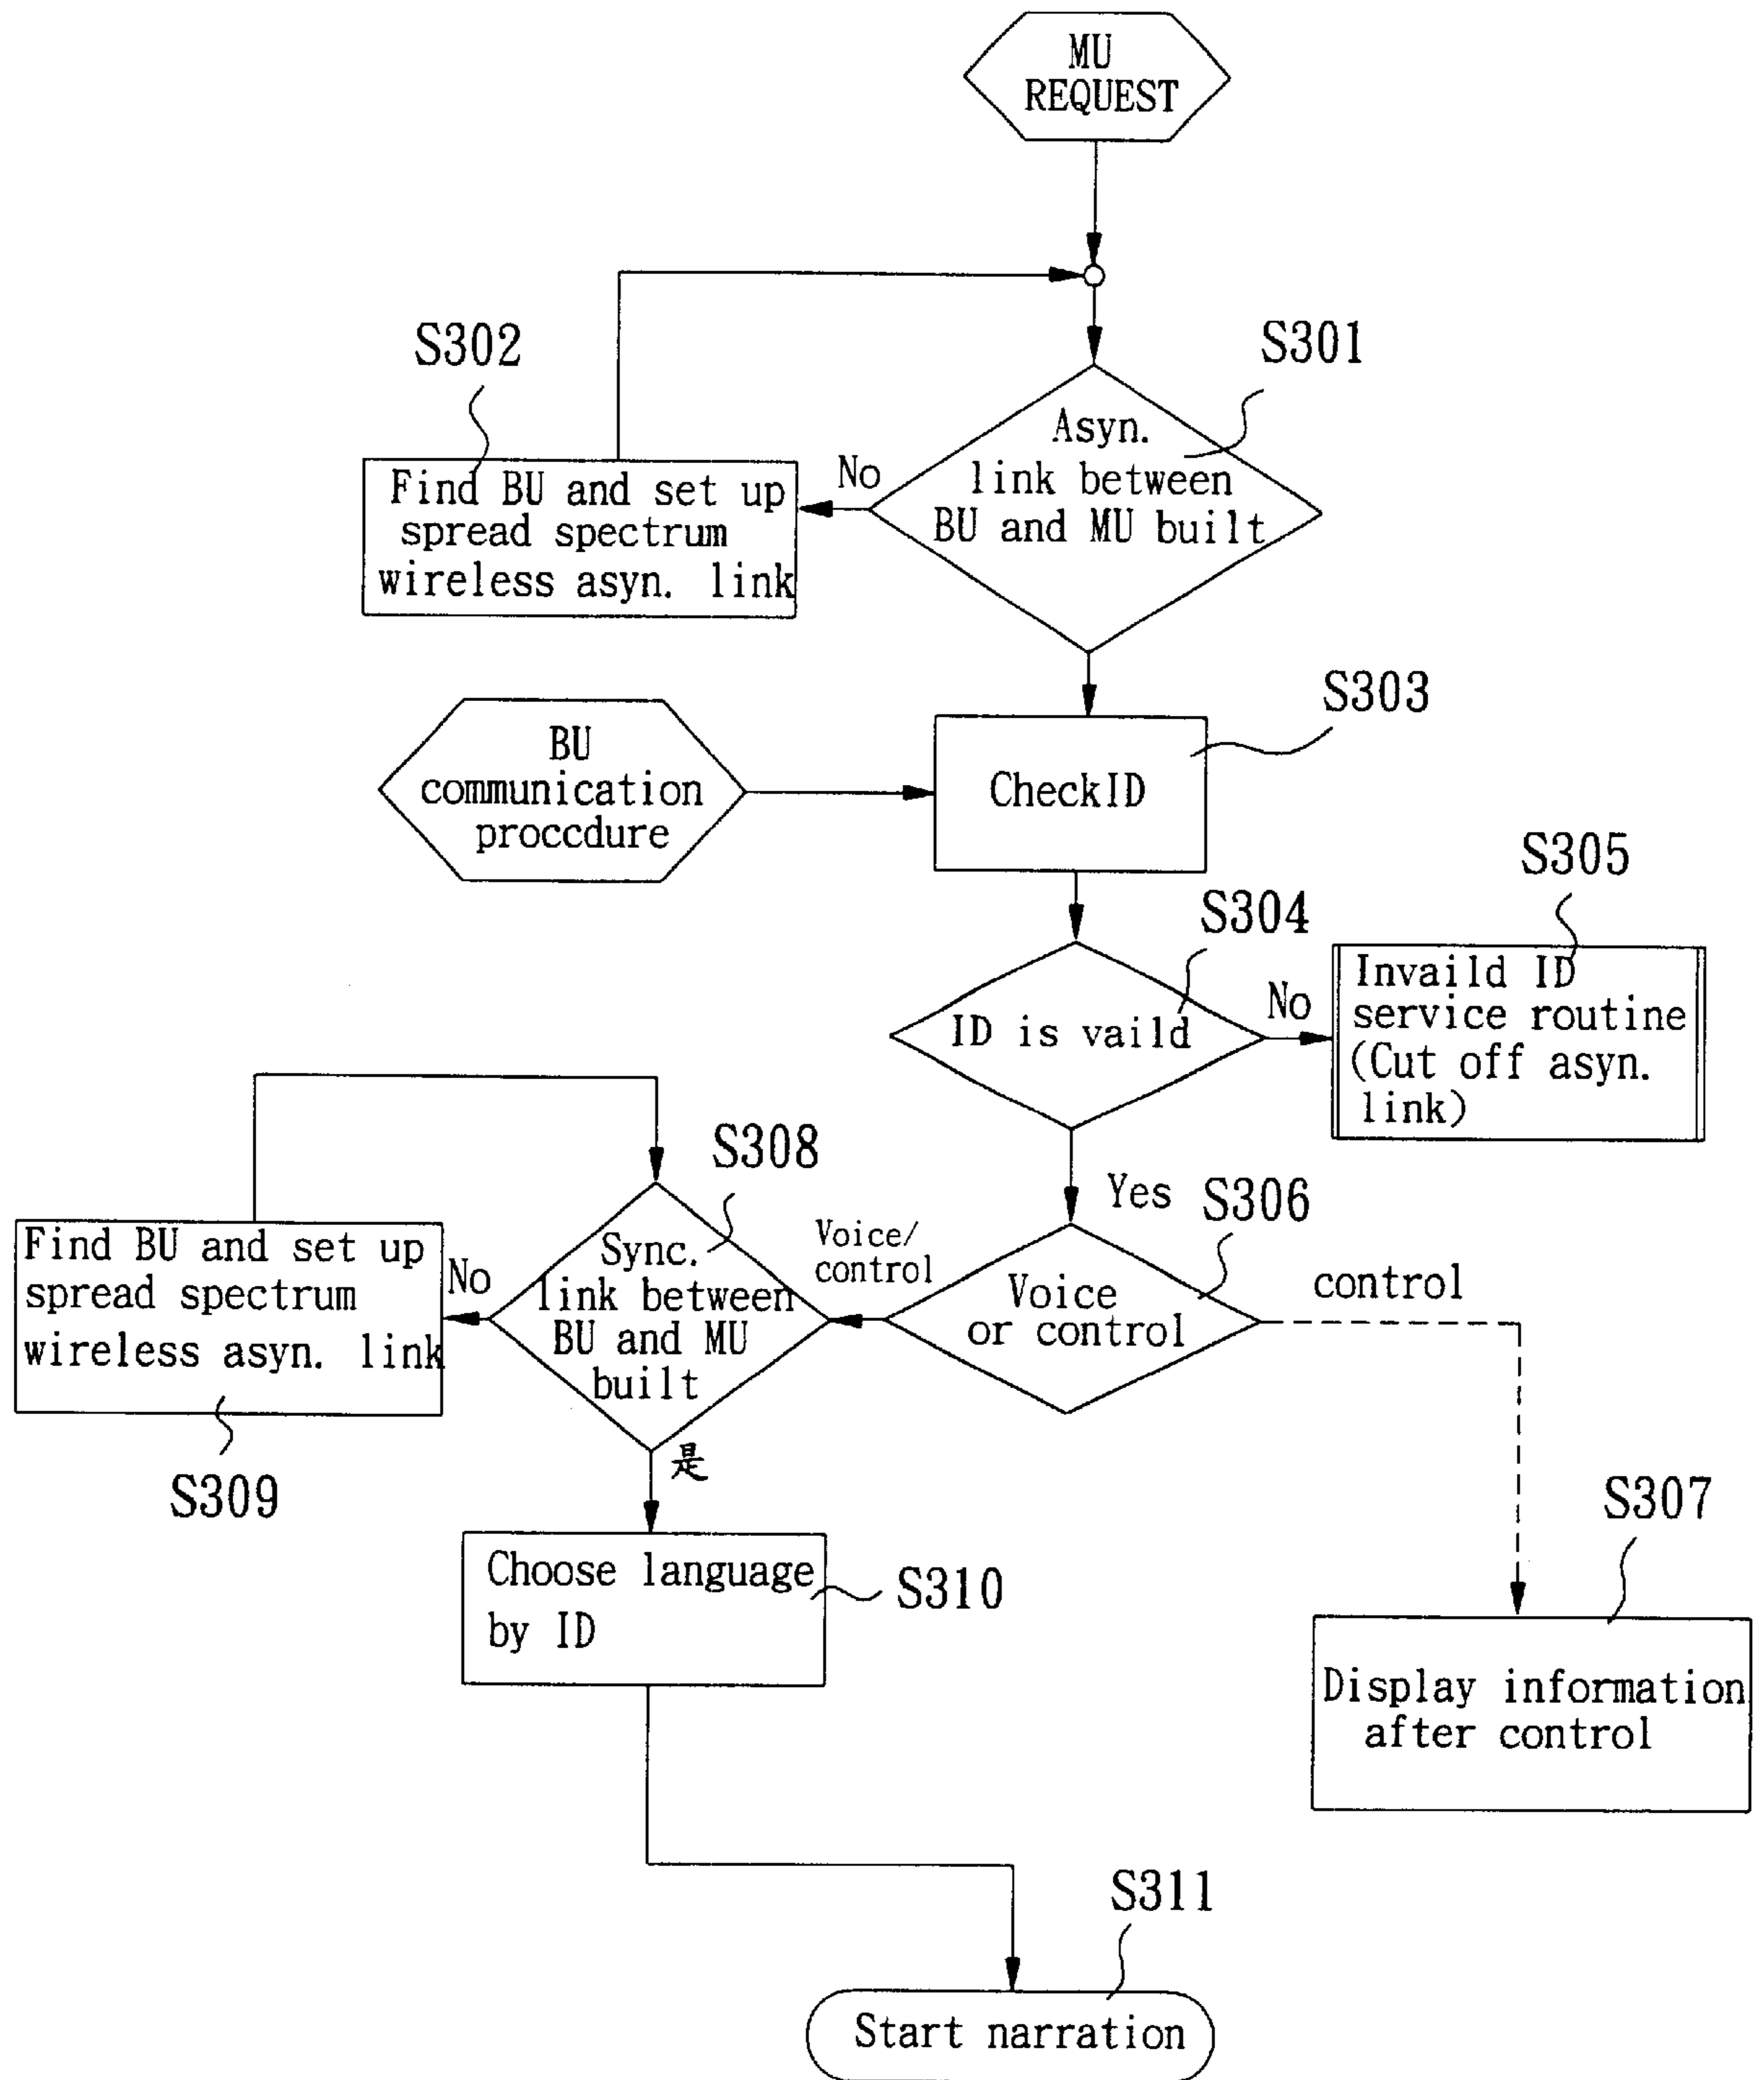 MU
REQUEST
S302
S301
Asyn.
link between
BU and MU built
No
Find BU and set up
spread spectrum
wireless asyn. link
S303
BU
communication
proccdure
CheckID
S305
S304
Invaild ID
service routine
(Cut off asyn.
link)
No
ID is vaild
S308
Yes
S306
Voice/
control
control
Find BU and set up
spread spectrum
wireless asyn. link
No
Sync.
link between
BU and MU
built
Voice
or control
是
S309
S307
Choose language
by ID
S310
Display information
after control
S311
Start narration